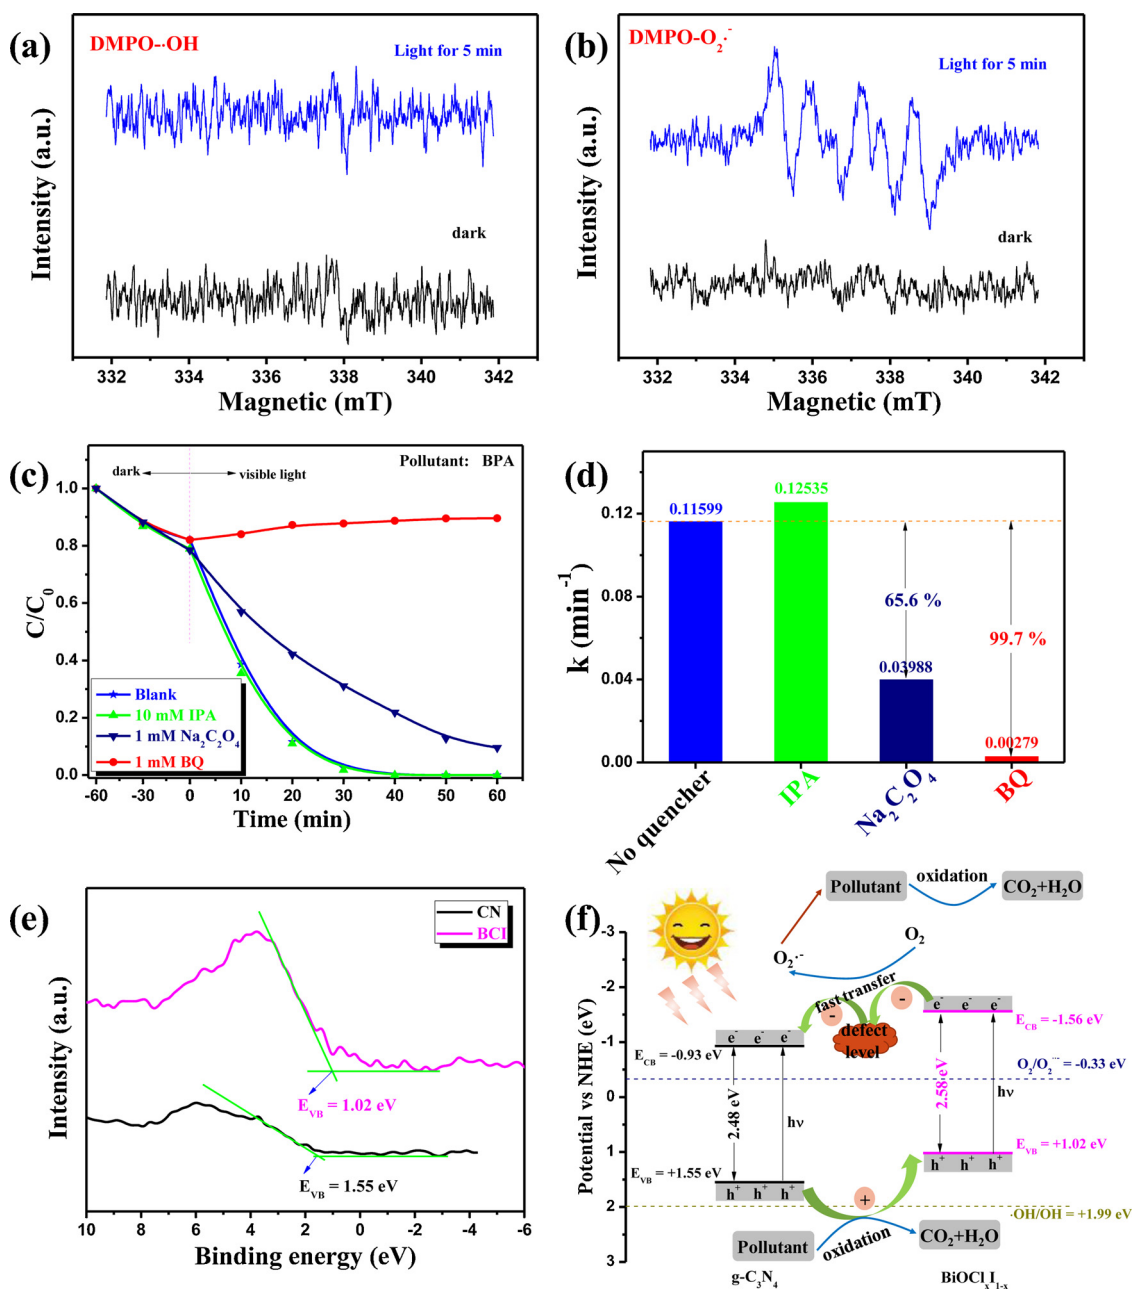 (a)
DMPO-·OH
Light for 5 min
dark
Intensity (a.u.)
332 334 336 338 340 342
Magnetic (mT)
(b)
DMPO-O₂·⁻
Light for 5 min
dark
Intensity (a.u.)
332 334 336 338 340 342
Magnetic (mT)
(c)
dark
visible light
Pollutant: BPA
C/C₀
1.0
0.8
0.6
0.4
0.2
0.0
Blank
10 mM IPA
1 mM Na₂C₂O₄
1 mM BQ
-60 -30 0 10 20 30 40 50 60
Time (min)
(d)
k (min⁻¹)
0.12
0.08
0.04
0.00
0.11599
0.12535
0.03988
0.00279
65.6 %
99.7 %
No quencher
IPA
Na₂C₂O₄
BQ
(e)
CN
BCI
Intensity (a.u.)
E_VB = 1.02 eV
E_VB = 1.55 eV
10 8 6 4 2 0 -2 -4 -6
Binding energy (eV)
(f)
Pollutant
oxidation
CO₂+H₂O
O₂
O₂·⁻
fast transfer
defect
level
Potential vs NHE (eV)
-3
-2
-1
0
1
2
3
- -
e⁻ e⁻ e⁻
E_CB = -1.56 eV
e⁻ e⁻ e⁻
E_CB = -0.93 eV
O₂/O₂·⁻ = -0.33 eV
2.48 eV
hν
2.58 eV
hν
E_VB = +1.02 eV
h⁺ h⁺ h⁺
E_VB = +1.55 eV
h⁺ h⁺ h⁺
+
·OH/OH = +1.99 eV
Pollutant
oxidation
CO₂+H₂O
g-C₃N₄
BiOClₓI₁₋ₓ